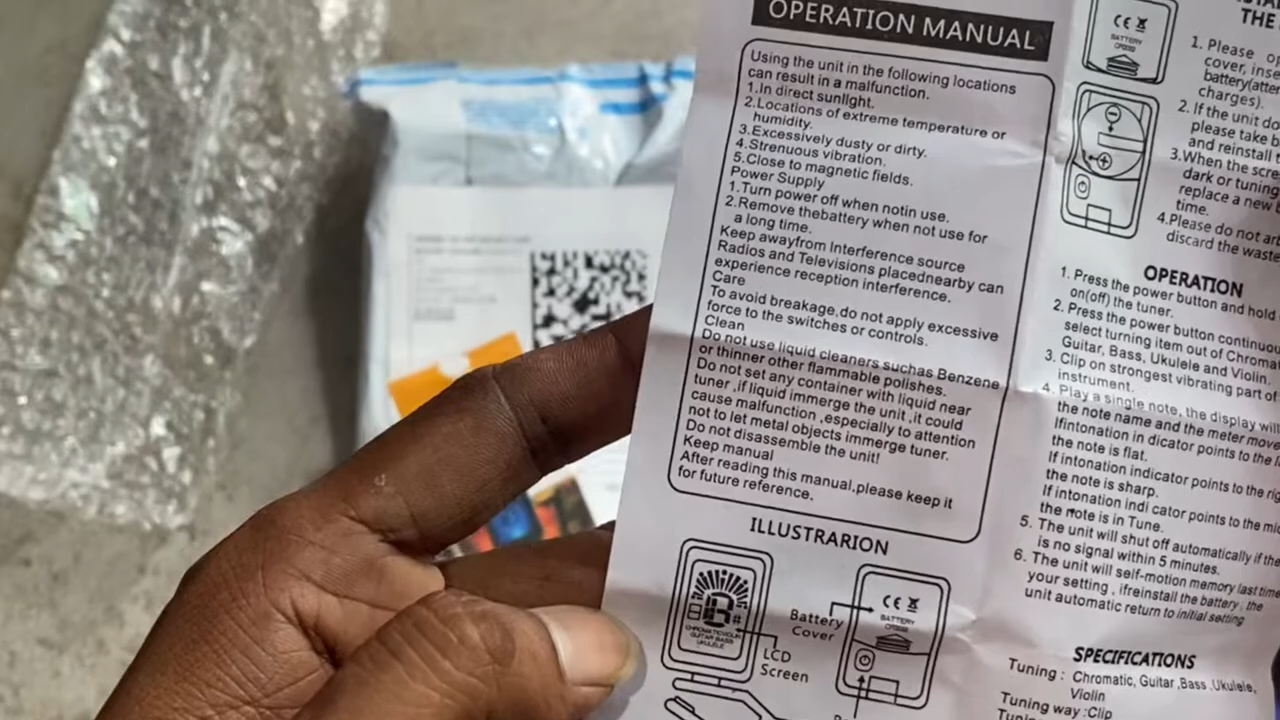 OPERATION MANUAL
Using the unit in the following locations
can result in a malfunction.
1.In direct sunlight.
2.Locations of extreme temperature or
humidity.
3.Excessively dusty or dirty.
4.Strenuous vibration.
5.Close to magnetic fields.
Power Supply
1.Turn power off when notin use.
2.Remove thebattery when not use for
a long time.
Keep awayfrom Interference source
Radios and Televisions placednearby can
experience reception interference.
Care
To avoid breakage,do not apply excessive
force to the switches or controls.
Clean
Do not use liquid cleaners suchas Benzene
or thinner other flammable polishes.
Do not set any container with liquid near
tuner ,if liquid immerge the unit ,it could
cause malfunction ,especially to attention
not to let metal objects immerge tuner.
Do not disassemble the unit!
Keep manual
After reading this manual,please keep it
for future reference.
ILLUSTRARION
B
#
CHROMATIC VIOLIN
GUITAR BASS
UKULELE
LCD
Screen
Battery
Cover
CE
BATTERY
CR2032
CE
BATTERY
CR2032
THE
1. Please
cover,
battery(
charges).
2. If the unit
please take
and reinstall
3.When the
dark or tuning
replace a new
time.
4.Please do not
discard the
OPERATION
1. Press the power button and hold
on(off) the tuner.
2. Press the power button
select turning item out of
Guitar, Bass, Ukulele and Violin.
3. Clip on strongest vibrating part of
instrument.
4. Play a single note, the display will
the note name and the meter
Ifintonation in dicator points to the
the note is flat.
If intonation indicator points to the
the note is sharp.
If intonation indi cator points to the
the note is in Tune.
5. The unit will shut off automatically if
is no signal within 5 minutes.
6. The unit will self-motion memory last
your setting , ifreinstall the battery , the
unit automatic return to initial setting
SPECIFICATIONS
Tuning : Chromatic, Guitar ,Bass ,Ukulele,
Violin
Tuning way :Clip